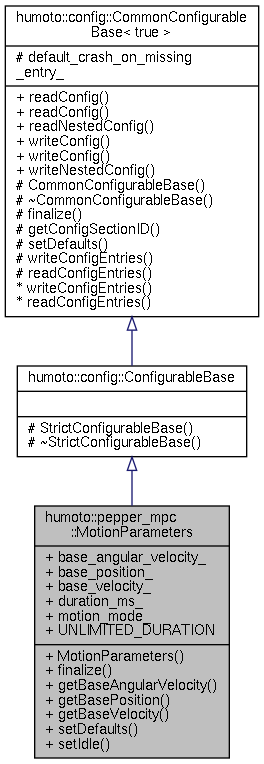 humoto::config::CommonConfigurable
Base< true >
# default_crash_on_missing
_entry_
+ readConfig()
+ readConfig()
+ readNestedConfig()
+ writeConfig()
+ writeConfig()
+ writeNestedConfig()
# CommonConfigurableBase()
# ~CommonConfigurableBase()
# finalize()
# getConfigSectionID()
# setDefaults()
# writeConfigEntries()
# readConfigEntries()
* writeConfigEntries()
* readConfigEntries()
humoto::config::ConfigurableBase
# StrictConfigurableBase()
# ~StrictConfigurableBase()
humoto::pepper_mpc
::MotionParameters
+ base_angular_velocity_
+ base_position_
+ base_velocity_
+ duration_ms_
+ motion_mode_
+ UNLIMITED_DURATION
+ MotionParameters()
+ finalize()
+ getBaseAngularVelocity()
+ getBasePosition()
+ getBaseVelocity()
+ setDefaults()
+ setIdle()